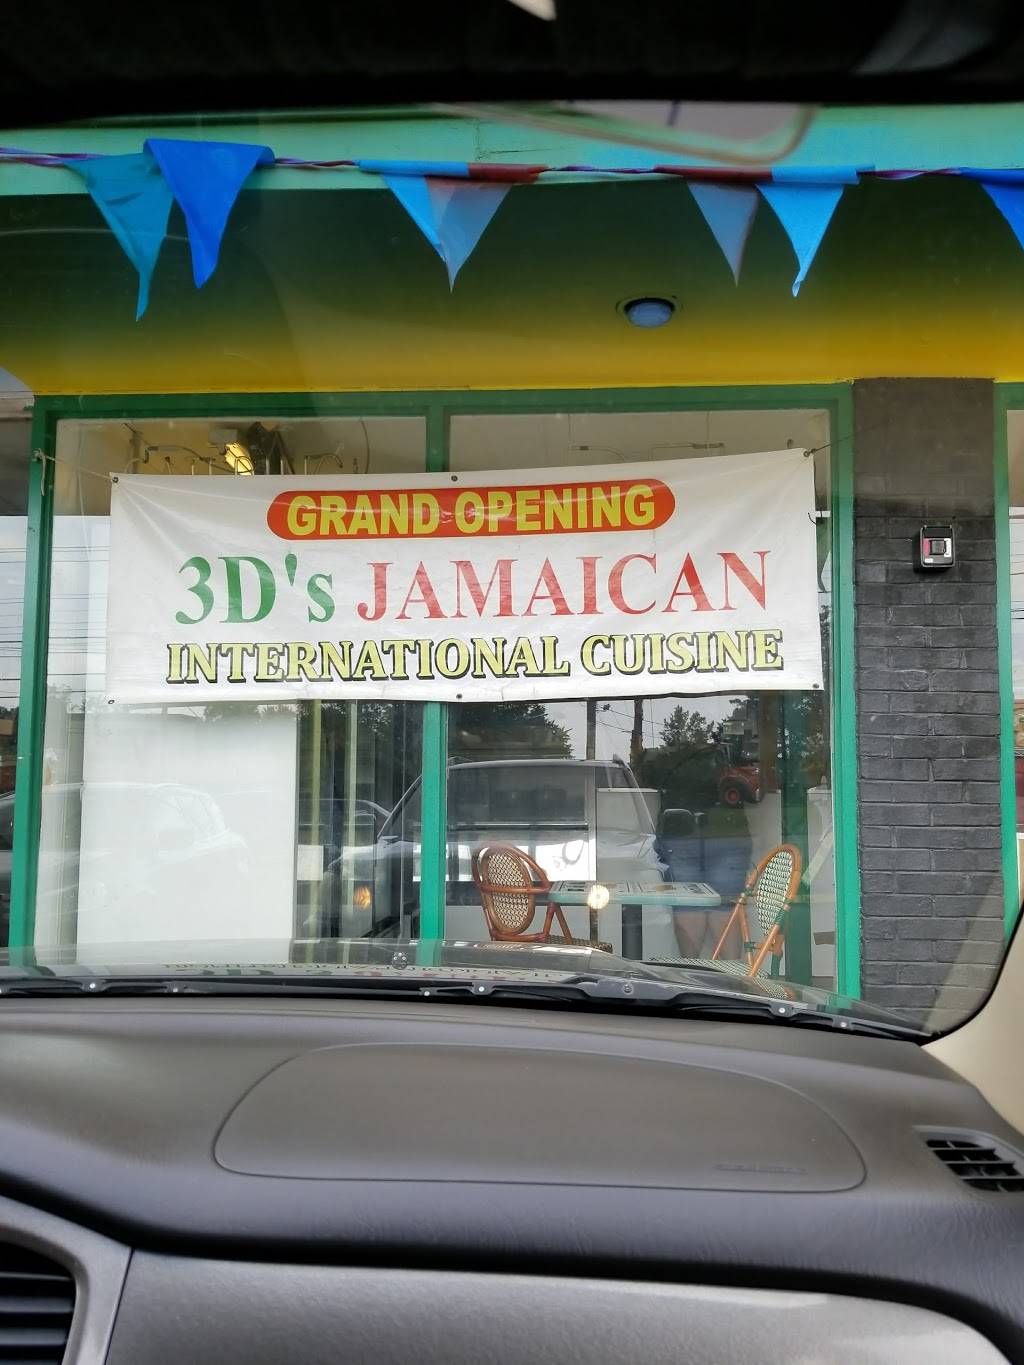 GRAND OPENING
3D's JAMAICAN
INTERNATIONAL CUISINE